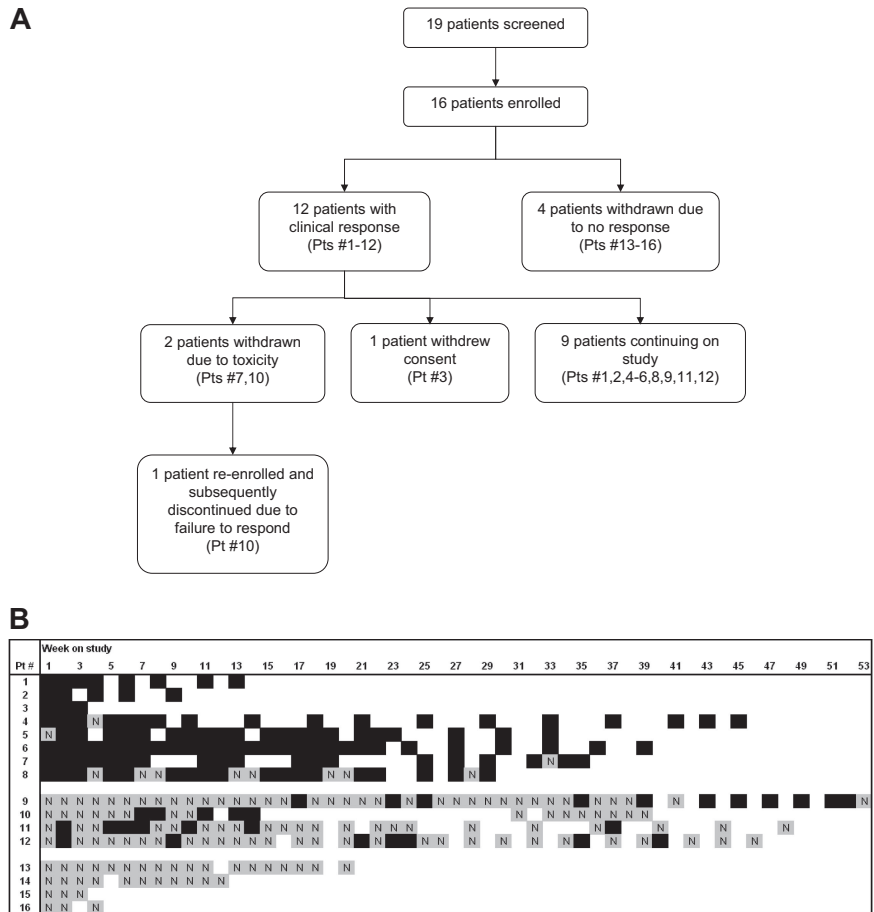 A
19 patients screened
16 patients enrolled
12 patients with
clinical response
(Pts #1-12)
4 patients withdrawn due
to no response
(Pts #13-16)
2 patients withdrawn
due to toxicity
(Pts #7,10)
1 patient withdrew
consent
(Pt #3)
9 patients continuing on
study
(Pts #1,2,4-6,8,9,11,12)
1 patient re-enrolled and
subsequently
discontinued due to
failure to respond
(Pt #10)
B
Week on study
Pt # 1 3 5 7 9 11 13 15 17 19 21 23 25 27 29 31 33 35 37 39 41 43 45 47 49 51 53
1
2
3
4 N
5 N
6
7 N
8 N N N N N N N N
9 N N N N N N N N N N N N N N N N N N N N N N N N N N N N N N N N N N N N
10 N N N N N N N N N N N N N N N N
11 N N N N N N N N N N N N N N N N N N N N N N
12 N N N N N N N N N N N N N N N N N N N N N N N N N N N N
13 N N N N N N N N N N N N N N N N N N
14 N N N N N N N N N N N
15 N N N
16 N N N